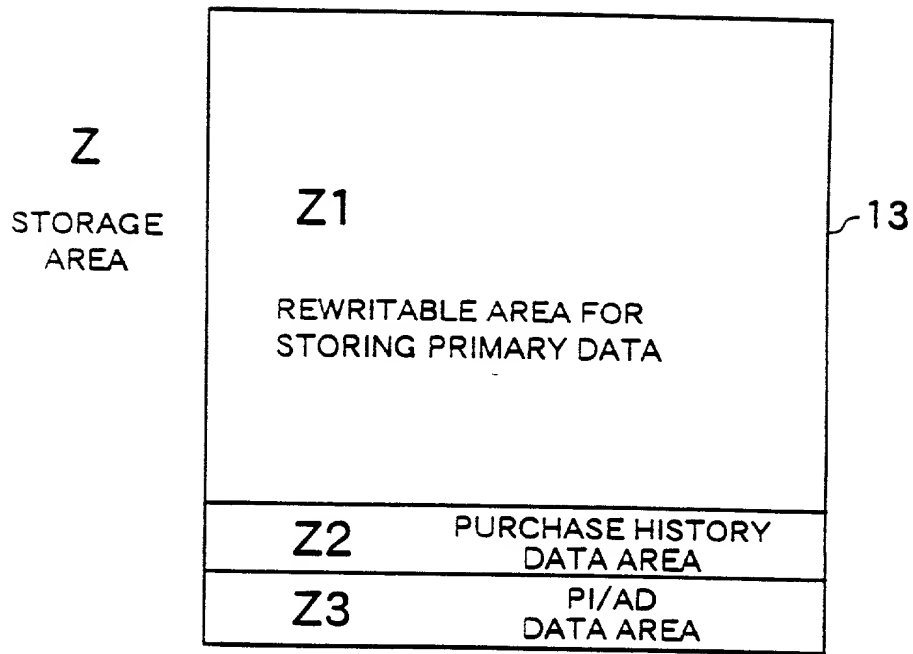 Z
STORAGE
AREA
Z1
13
REWRITABLE AREA FOR
STORING PRIMARY DATA
Z2
PURCHASE HISTORY
DATA AREA
Z3
PI/AD
DATA AREA